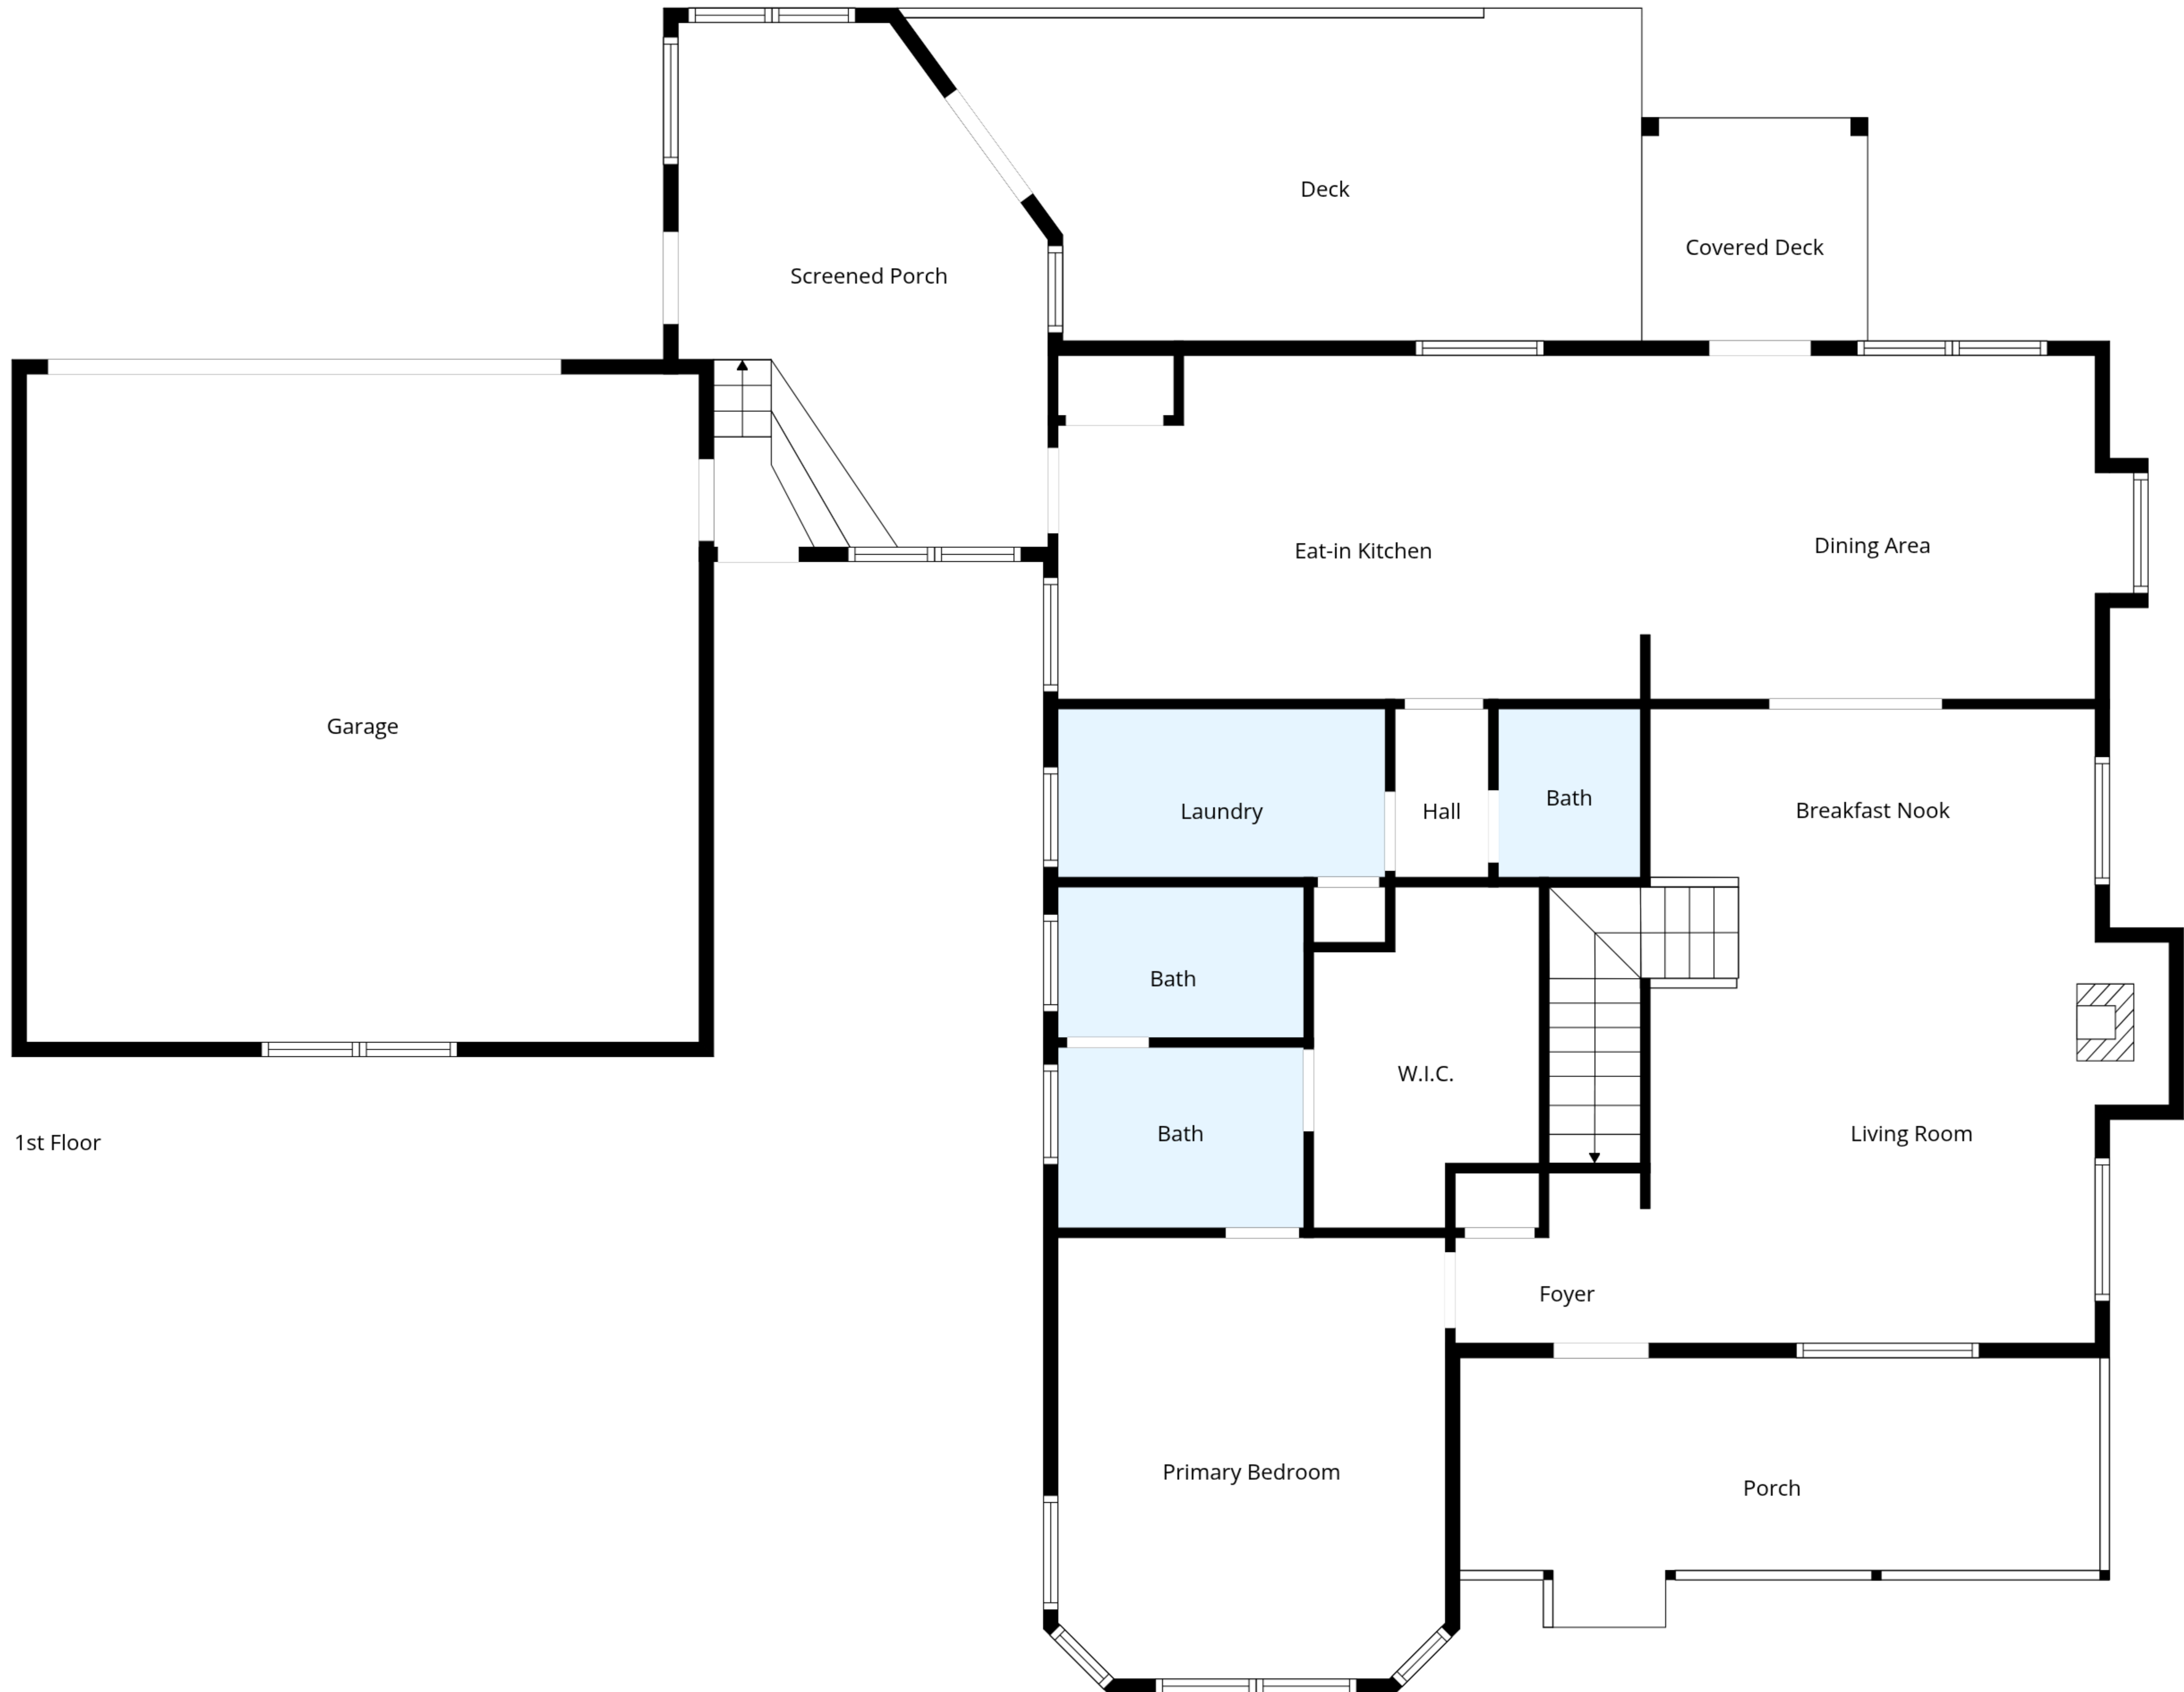 Deck
Covered Deck
Screened Porch
Eat-in Kitchen
Dining Area
Garage
Laundry
Hall
Bath
Breakfast Nook
Bath
W.I.C.
Bath
Living Room
1st Floor
Foyer
Primary Bedroom
Porch